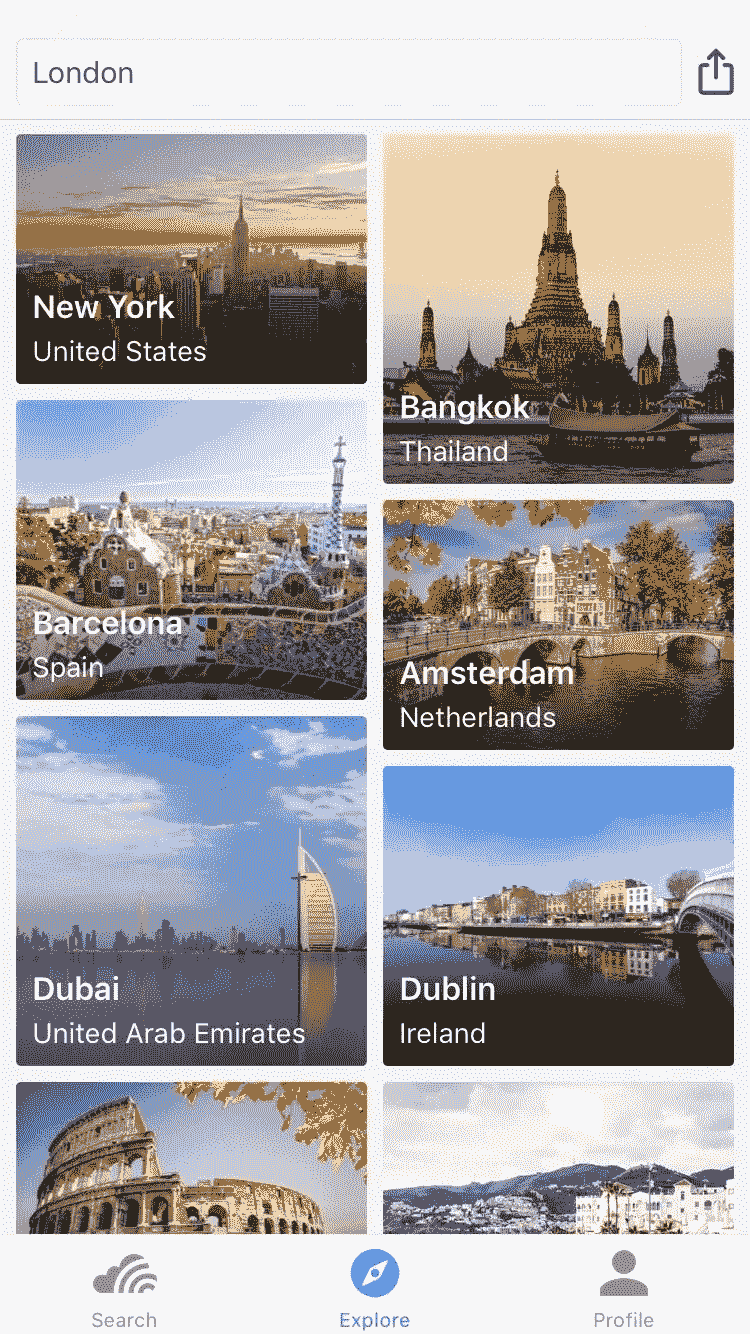 London
New York
United States
Bangkok
Thailand
Barcelona
Spain
Amsterdam
Netherlands
Dubai
United Arab Emirates
Dublin
Ireland
Search
Explore
Profile